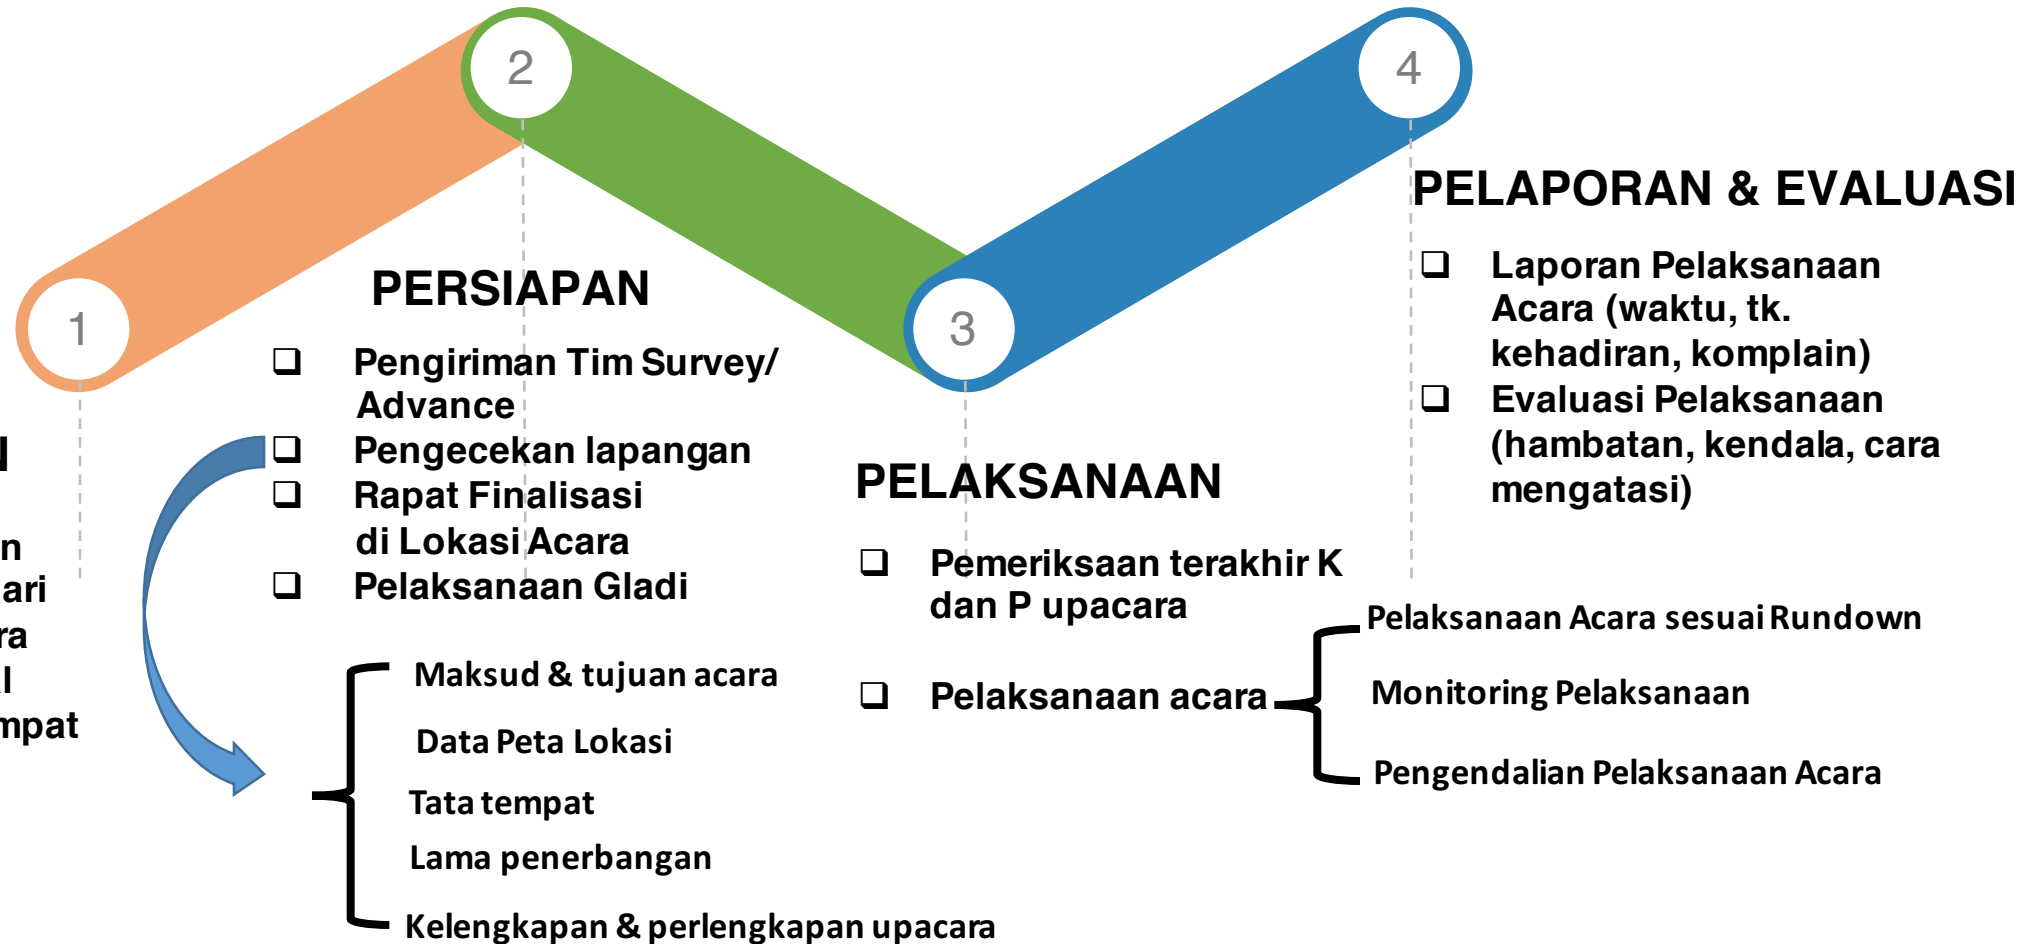 1
N
n
ari
ra
l
mpat
2
PERSIAPAN
Pengiriman Tim Survey/
Advance
Pengecekan lapangan
Rapat Finalisasi
di Lokasi Acara
Pelaksanaan Gladi
Maksud & tujuan acara
Data Peta Lokasi
Tata tempat
Lama penerbangan
Kelengkapan & perlengkapan upacara
3
PELAKSANAAN
Pemeriksaan terakhir K
dan P upacara
Pelaksanaan acara
Pelaksanaan Acara sesuai Rundown
Monitoring Pelaksanaan
Pengendalian Pelaksanaan Acara
4
PELAPORAN & EVALUASI
Laporan Pelaksanaan
Acara (waktu, tk.
kehadiran, komplain)
Evaluasi Pelaksanaan
(hambatan, kendala, cara
mengatasi)